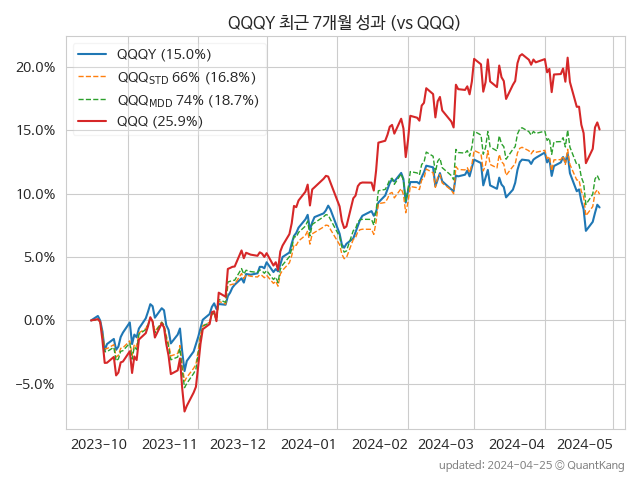 QQQY 최근 7개월 성과 (vs QQQ)
QQQY (15.0%)
QQQSTD 66% (16.8%)
QQQMDD 74% (18.7%)
QQQ (25.9%)
20.0%
15.0%
10.0%
5.0%
0.0%
−5.0%
2023-10 2023-11 2023-12 2024-01 2024-02 2024-03 2024-04 2024-05
updated: 2024-04-25 © QuantKang